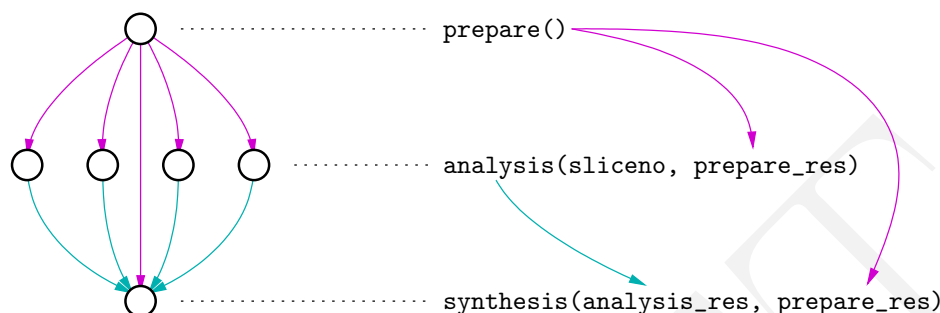 prepare()
analysis(sliceno, prepare_res)
synthesis(analysis_res, prepare_res)